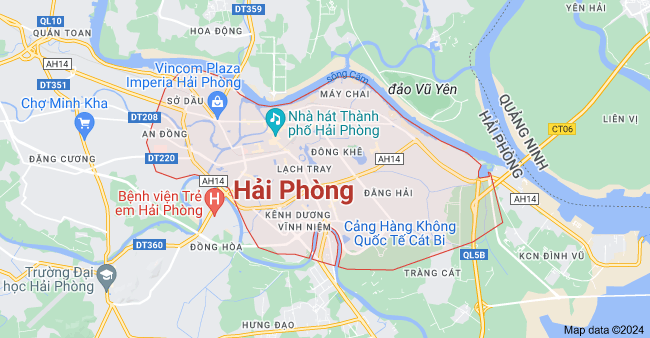 YÊN HẢI
DT359
QL10
QUÁN TOAN
HOA ĐỘNG
AH14
DT351
Vincom Plaza
Imperia Hải Phòng
sông Cấm
đảo Vũ Yên
MÁY CHAI
SỞ DẦU
Chợ Minh Kha
DT208
AN ĐỒNG
Nhà hát Thành
phố Hải Phòng
QUẢNG NINH
HẢI PHÒNG
LIÊN VỊ
CT06
ĐẶNG CƯƠNG
DT220
ĐÔNG KHÊ
AH14
LACH TRAY
AH14
Hải Phòng
ĐẰNG HẢI
Bệnh viện Trẻ
em Hải Phòng
AH14
KÊNH DƯƠNG
VĨNH NIỆM
Cảng Hàng Không
Quốc Tế Cát Bi
DT360
ĐỒNG HÒA
QL5B
KCN ĐÌNH VŨ
Trường Đại
học Hải Phòng
TRÀNG CÁT
HƯNG ĐẠO
Map data ©2024